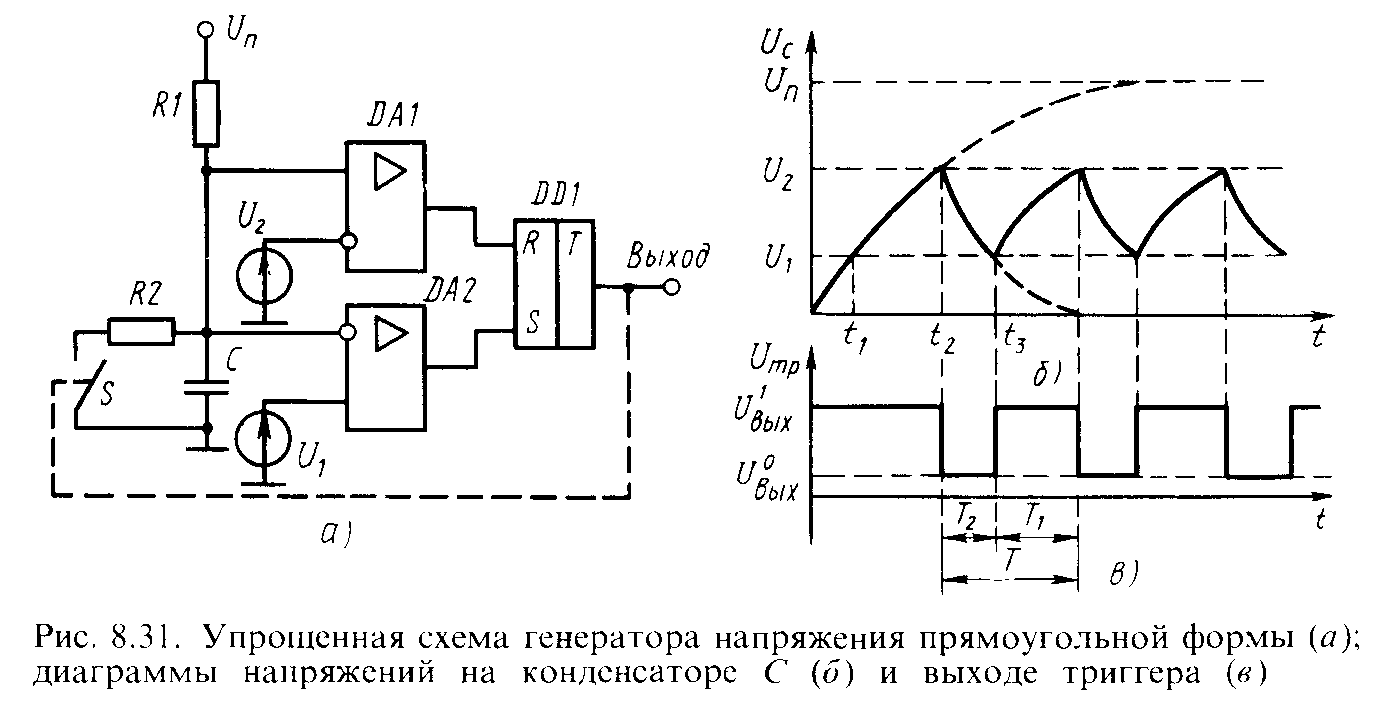 Uп
R1
DA1
U2
DD1
R
T
Выход
DA2
S
R2
C
S
U1
а)
Uс
Uп
U2
U1
t1
t2
t3
t
б)
Uтр
U¹вых
U⁰вых
t
T2
T1
T
в)
Рис. 8.31. Упрощенная схема генератора напряжения прямоугольной формы (а);
диаграммы напряжений на конденсаторе С (б) и выходе триггера (в)